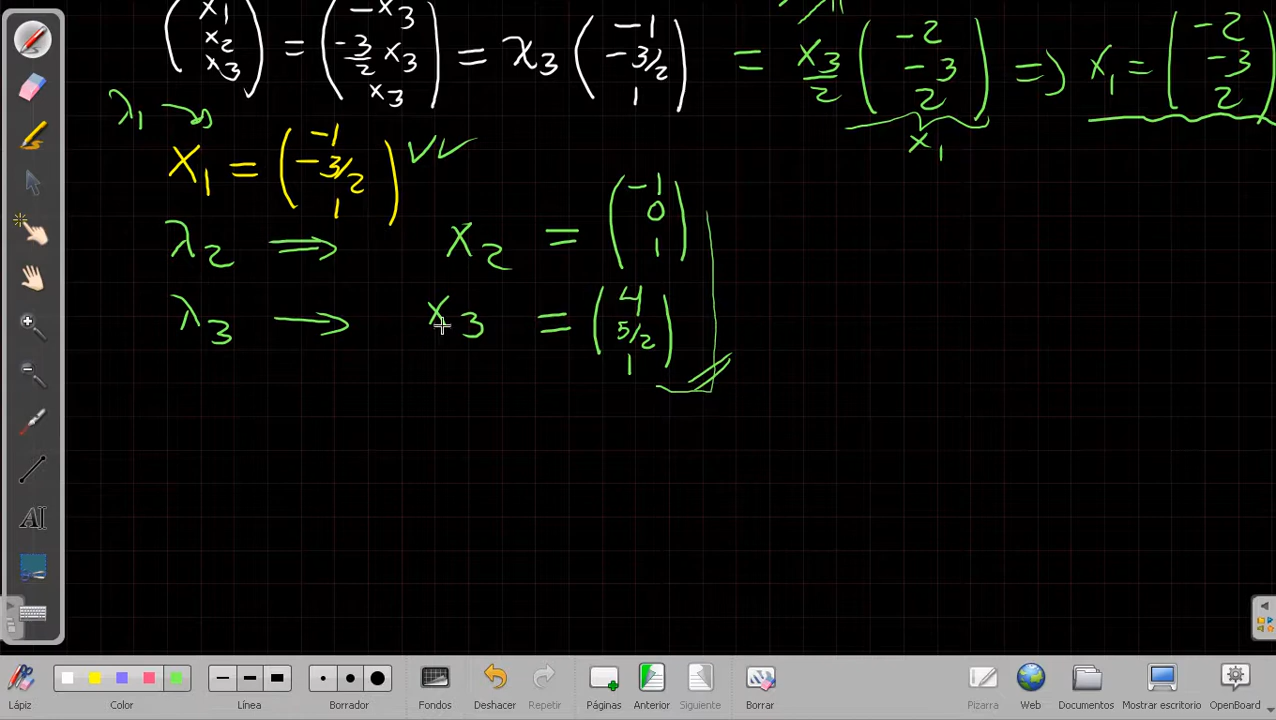 (x₁ x₂ x₃) = (-x₃ -3/2 x₃ x₃) = x₃ (-1 -3/2 1) = x₃/2 (-2 -3 2) ⇒ x₁ = (-2 -3 2)
x₁
λ₁ →
X₁ = (-1 -3/2 1) ✓✓
λ₂ ⇒ x₂ = (-1 0 1)
λ₃ → x₃ = (4 5/2 1)
Lápiz Color Línea Borrador Fondos Deshacer Repetir Páginas Anterior Siguiente Borrar Pizarra Web Documentos Mostrar escritorio OpenBoard